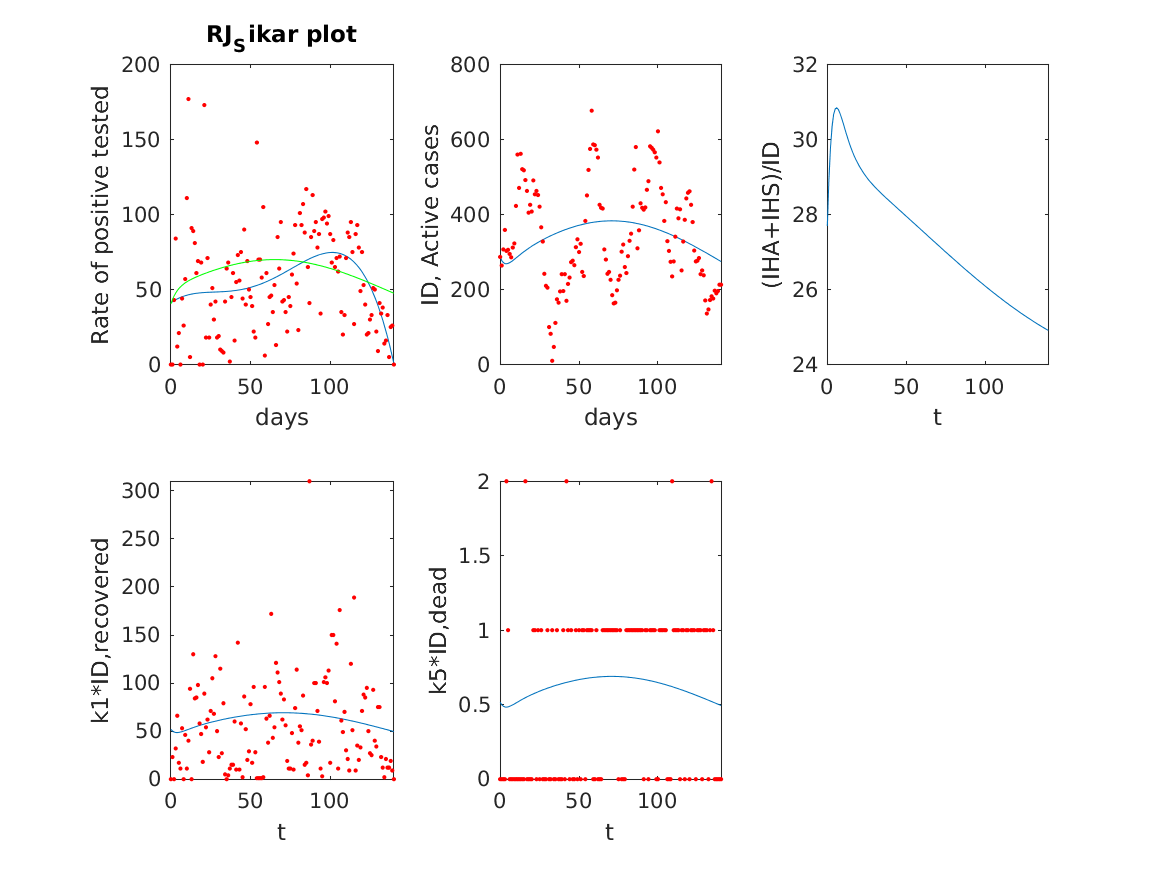 RJSikar plot
Rate of positive tested
200
150
100
50
0
0 50 100
days
ID, Active cases
800
600
400
200
0
0 50 100
days
(IHA+IHS)/ID
32
30
28
26
24
0 50 100
t
k1*ID,recovered
300
250
200
150
100
50
0
0 50 100
t
k5*ID,dead
2
1.5
1
0.5
0
0 50 100
t